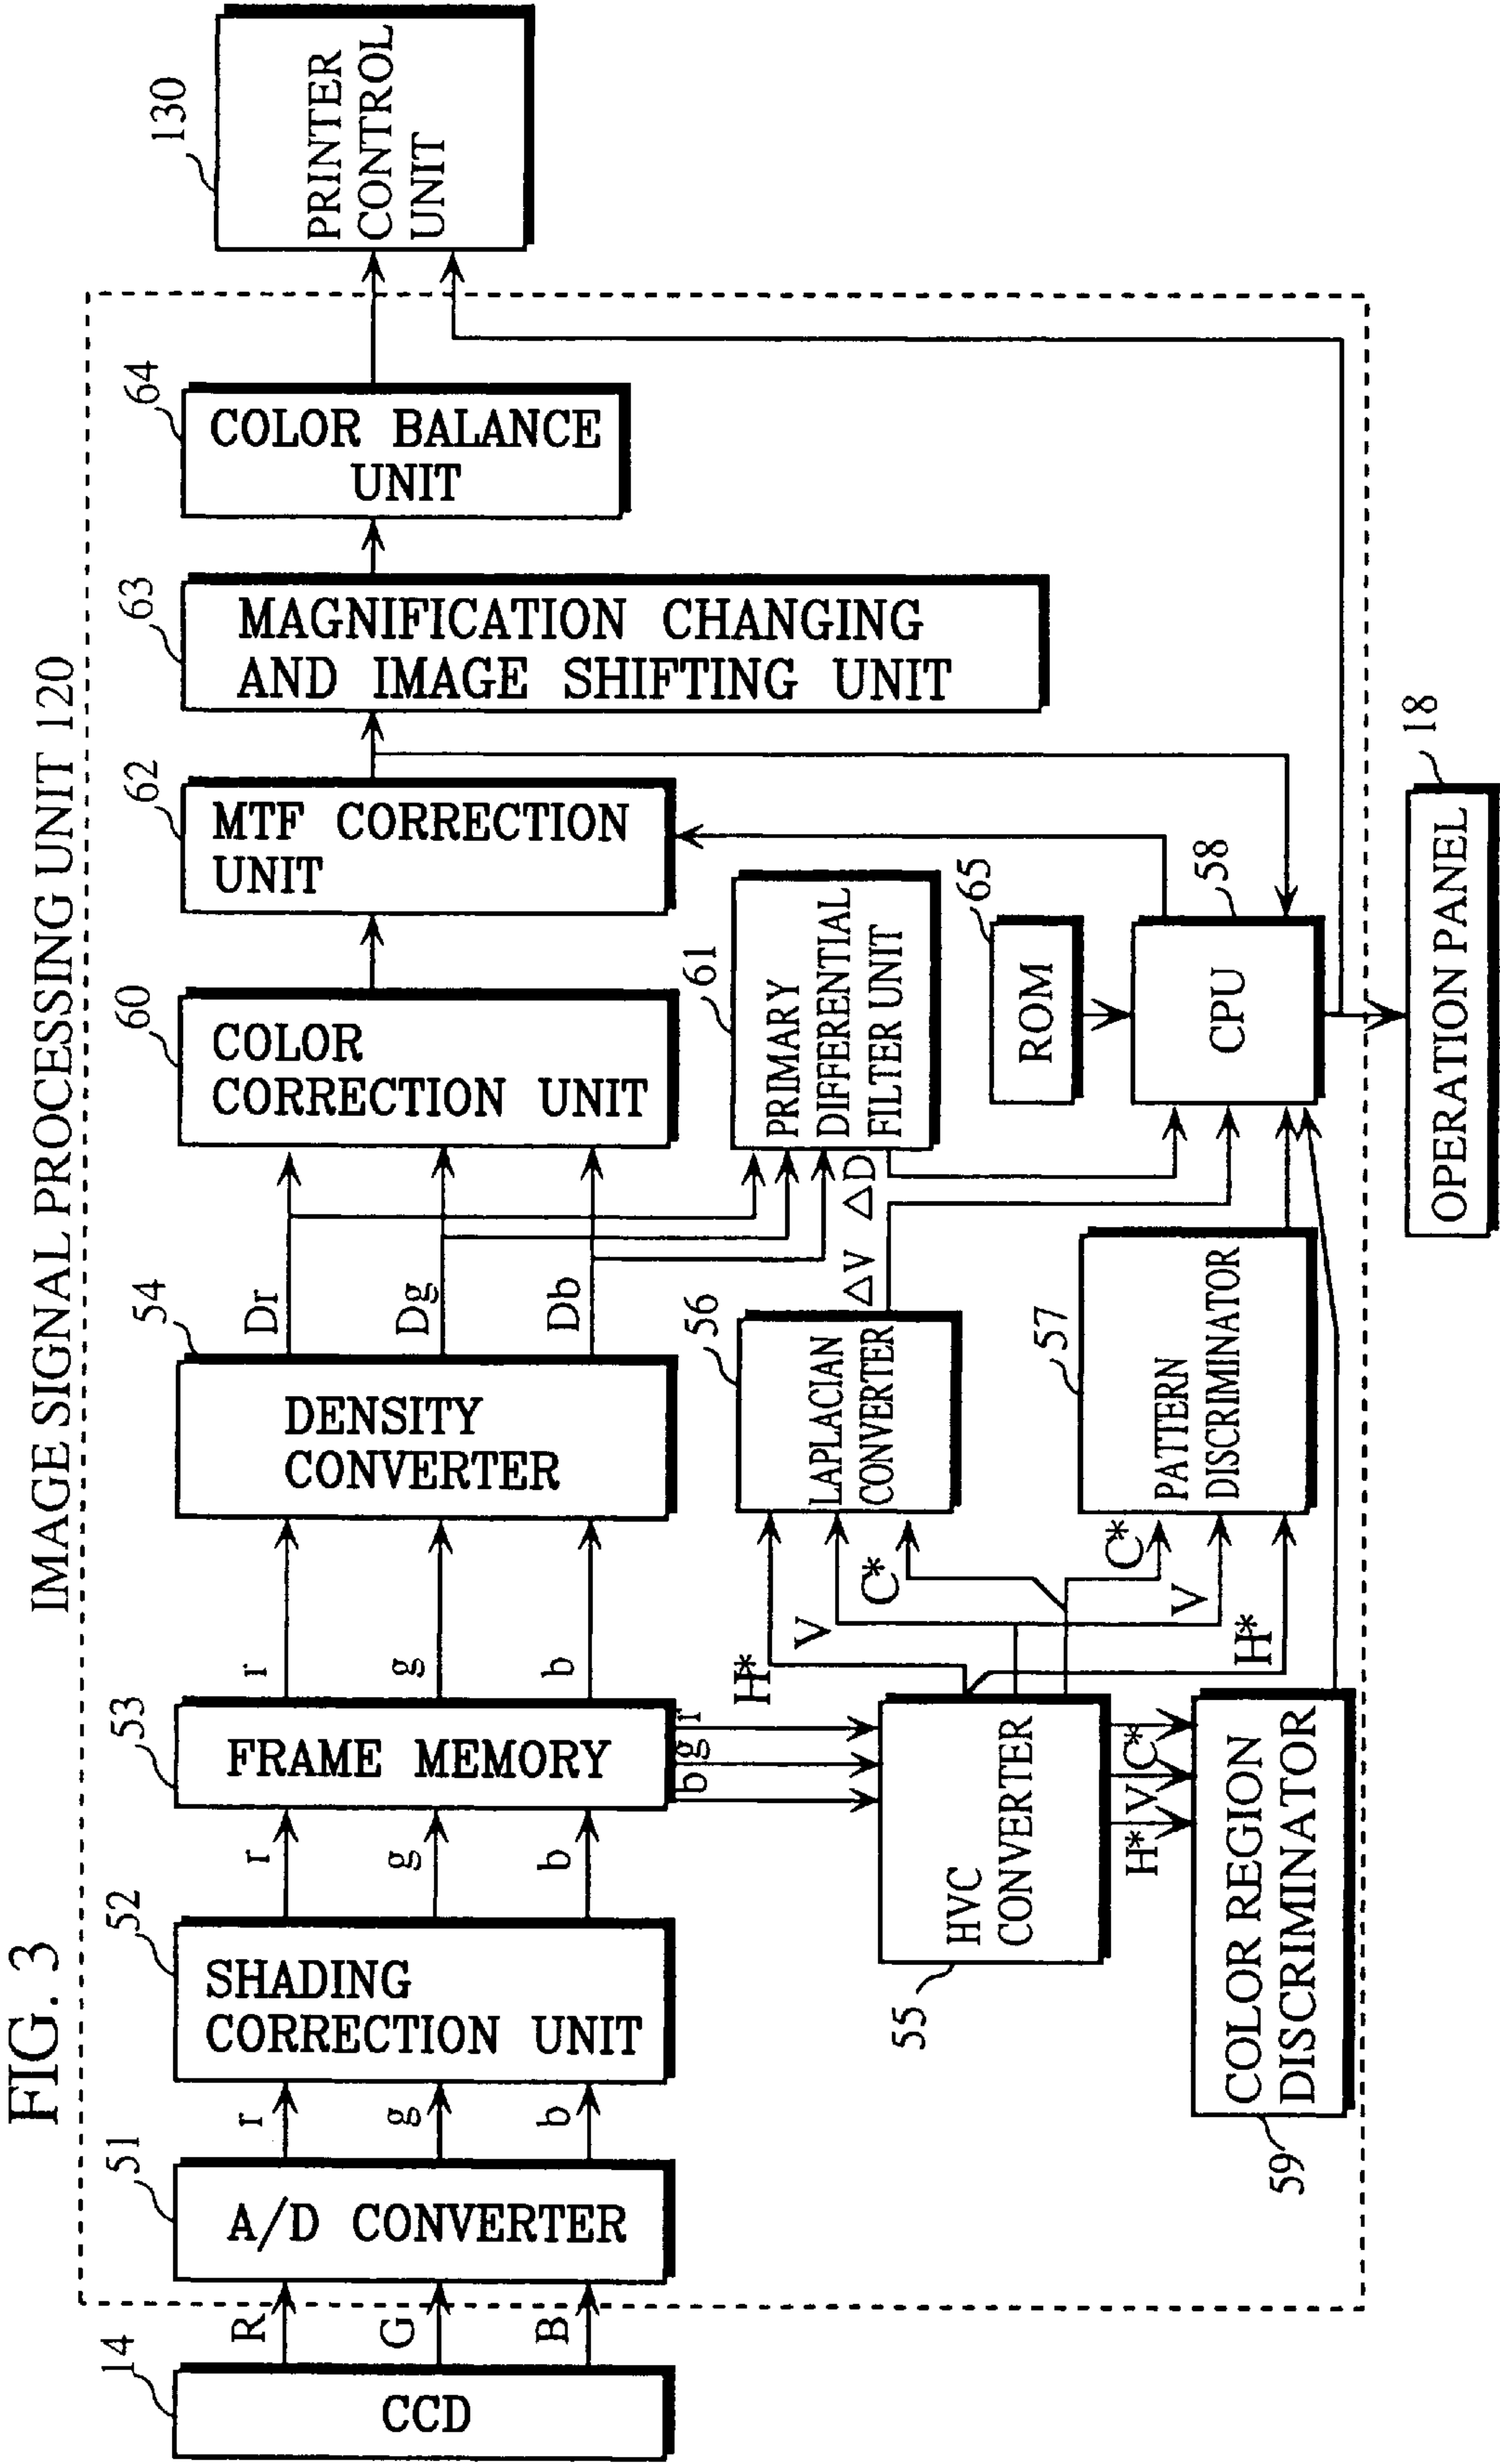 FIG. 3
IMAGE SIGNAL PROCESSING UNIT 120
14
CCD
R
G
B
51
A/D CONVERTER
r
g
b
52
SHADING
CORRECTION UNIT
r
g
b
53
FRAME MEMORY
r
g
b
54
DENSITY
CONVERTER
Dr
Dg
Db
60
COLOR
CORRECTION UNIT
62
MTF CORRECTION
UNIT
63
MAGNIFICATION CHANGING
AND IMAGE SHIFTING UNIT
64
COLOR BALANCE
UNIT
130
PRINTER
CONTROL
UNIT
r
g
b
55
HVC
CONVERTER
H*
V
C*
56
LAPLACIAN
CONVERTER
△V
△D
61
PRIMARY
DIFFERENTIAL
FILTER UNIT
C*
V
H*
57
PATTERN
DISCRIMINATOR
65
ROM
58
CPU
H*
V
C*
59
COLOR REGION
DISCRIMINATOR
18
OPERATION PANEL